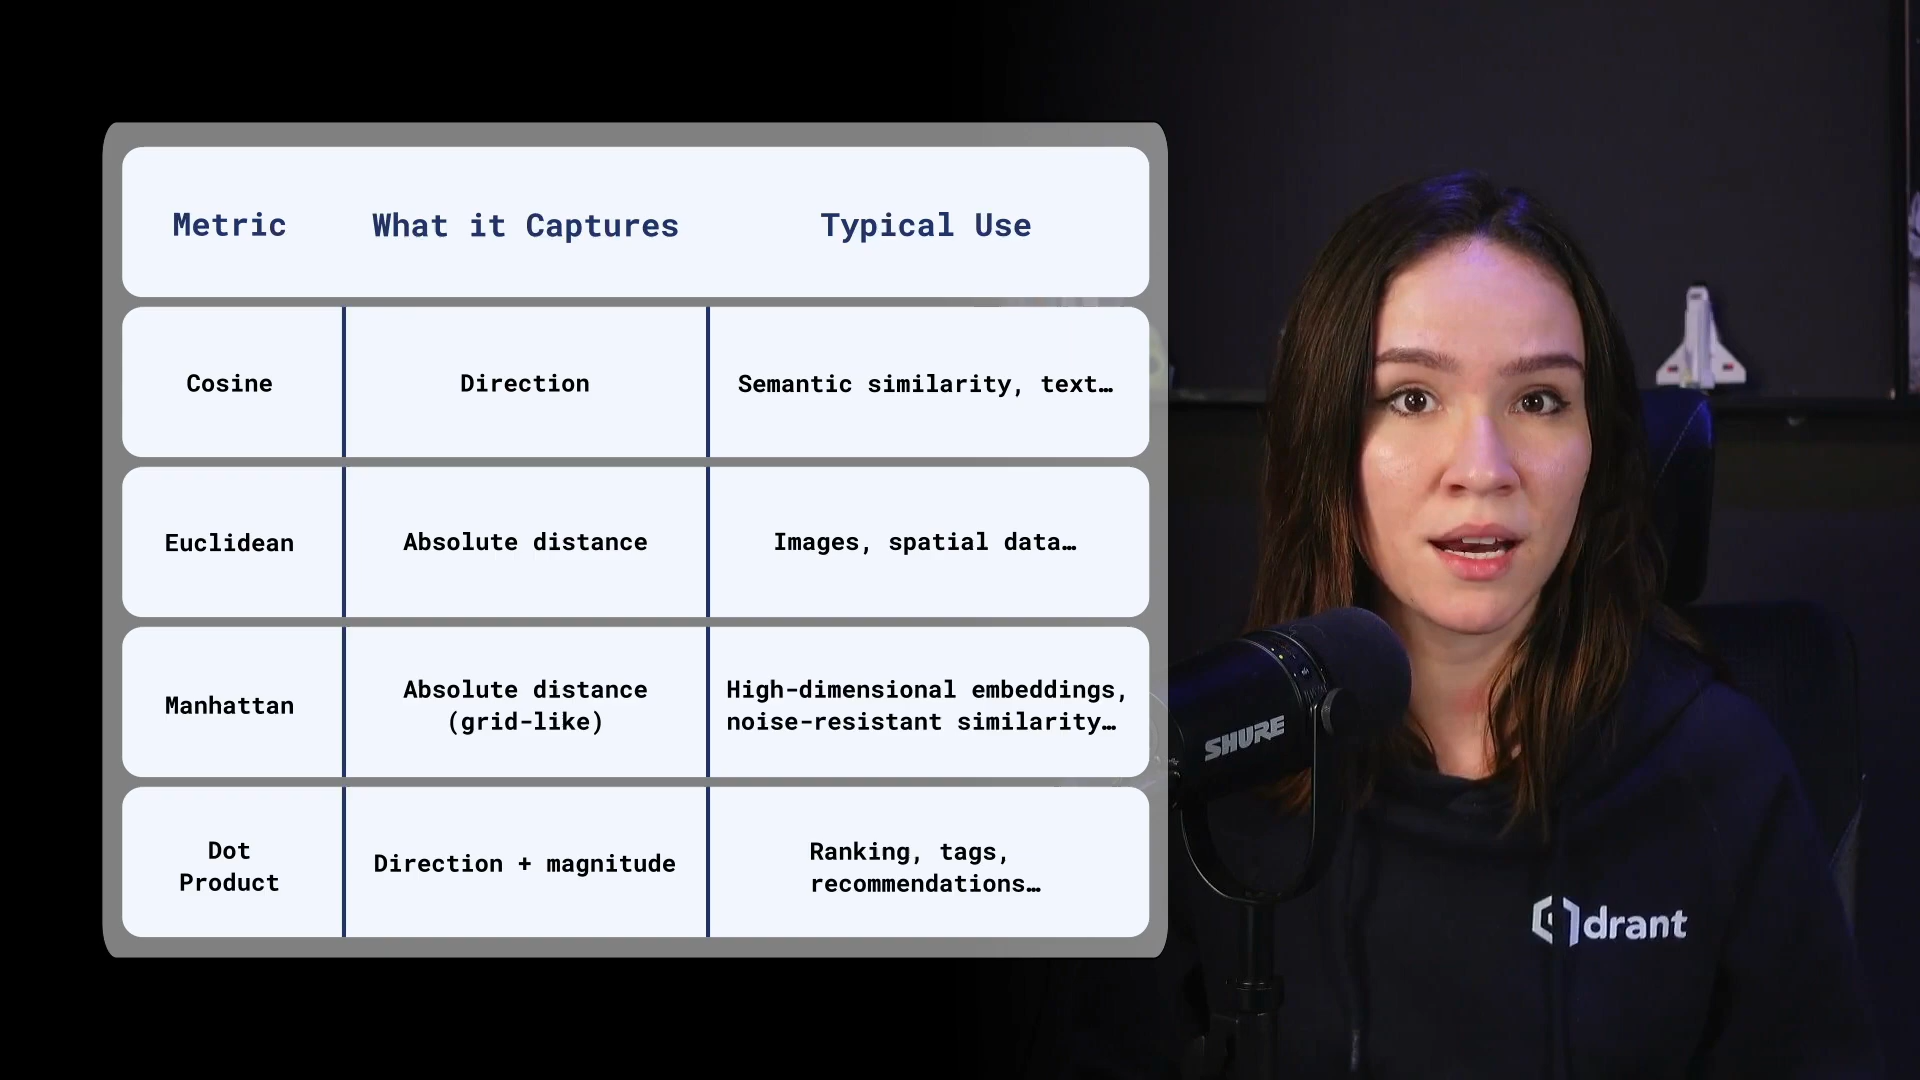 Metric What it Captures Typical Use
Cosine Direction Semantic similarity, text…
Euclidean Absolute distance Images, spatial data…
Manhattan
Absolute distance
(grid-like)
High-dimensional embeddings,
noise-resistant similarity…
Dot
Product
Direction + magnitude
Ranking, tags,
recommendations…
SHURE
drant